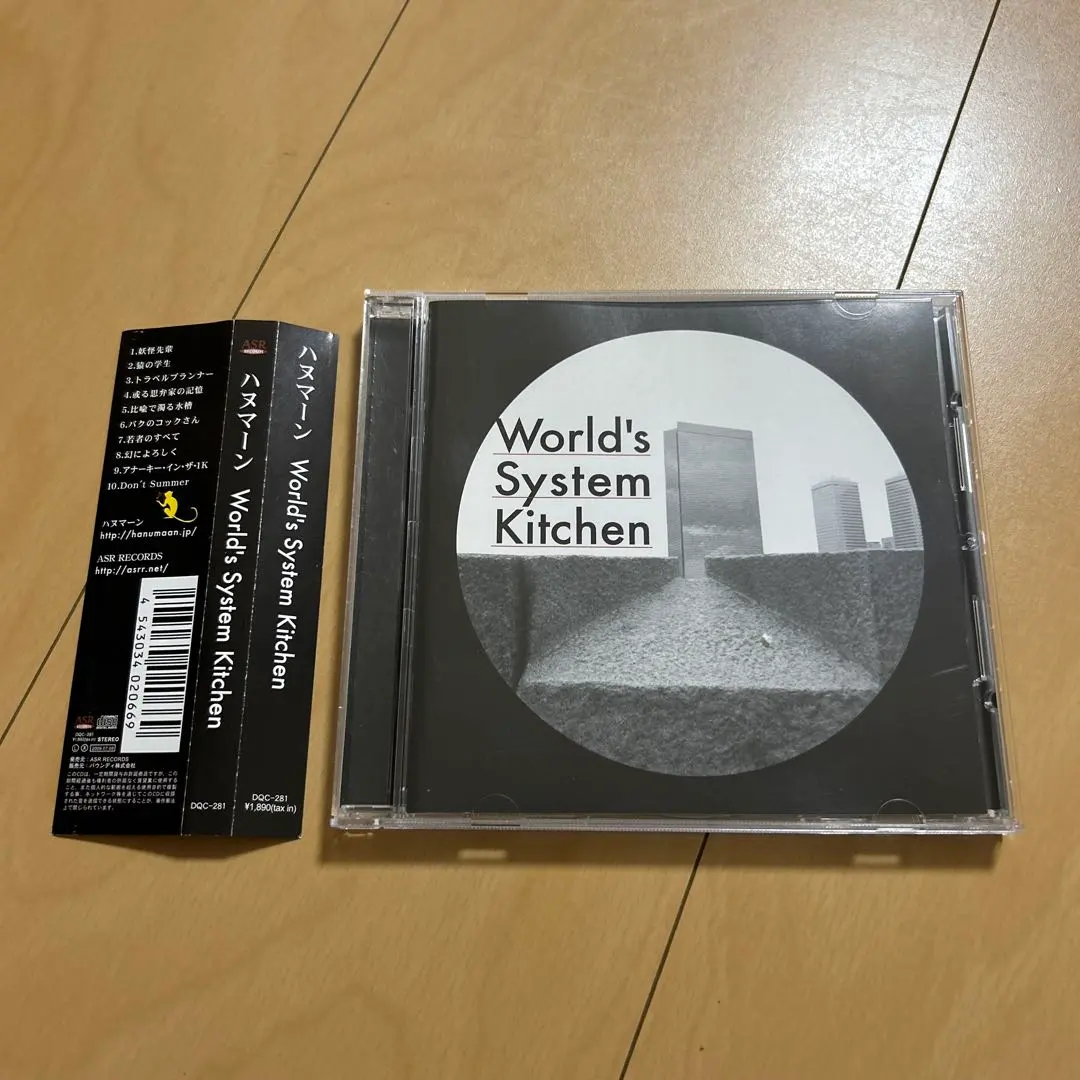 1.妖怪先輩
2.猿の学生
3.トラベルプランナー
4.或る思弁家の記憶
5.比喩で濁る水槽
6.バクのコックさん
7.若者のすべて
8.幻によろしく
9.アナーキー・イン・ザ・1K
10.Don't Summer
ハヌマーン
http://hanumaan.jp/
ASR RECORDS
http://asrr.net/
4 543034 020669
ASR
RECORDS
DQC-281
STEREO
発売元：ASR RECORDS
販売元：バウンディ株式会社
ASR
RECORDS
ハヌマーン World's System Kitchen
DQC-281
ハヌマーン World's System Kitchen
DQC-281
¥1,890(tax in)
World's
System
Kitchen